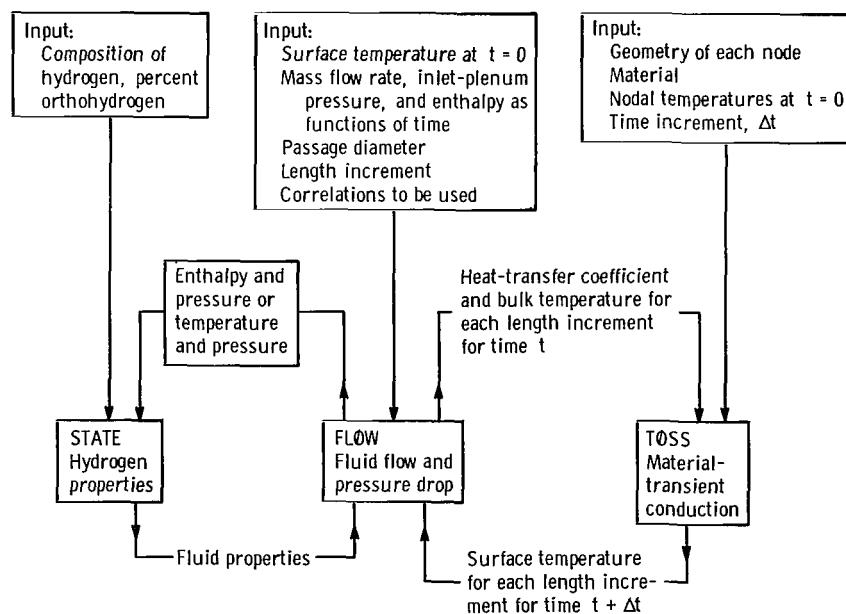 Input:
Composition of
hydrogen, percent
orthohydrogen
Input:
Surface temperature at t = 0
Mass flow rate, inlet-plenum
pressure, and enthalpy as
functions of time
Passage diameter
Length increment
Correlations to be used
Input:
Geometry of each node
Material
Nodal temperatures at t = 0
Time increment, Δt
Enthalpy and
pressure or
temperature
and pressure
Heat-transfer coefficient
and bulk temperature for
each length increment
for time t
STATE
Hydrogen
properties
FLØW
Fluid flow and
pressure drop
TØSS
Material-
transient
conduction
Fluid properties
Surface temperature
for each length incre-
ment for time t + Δt